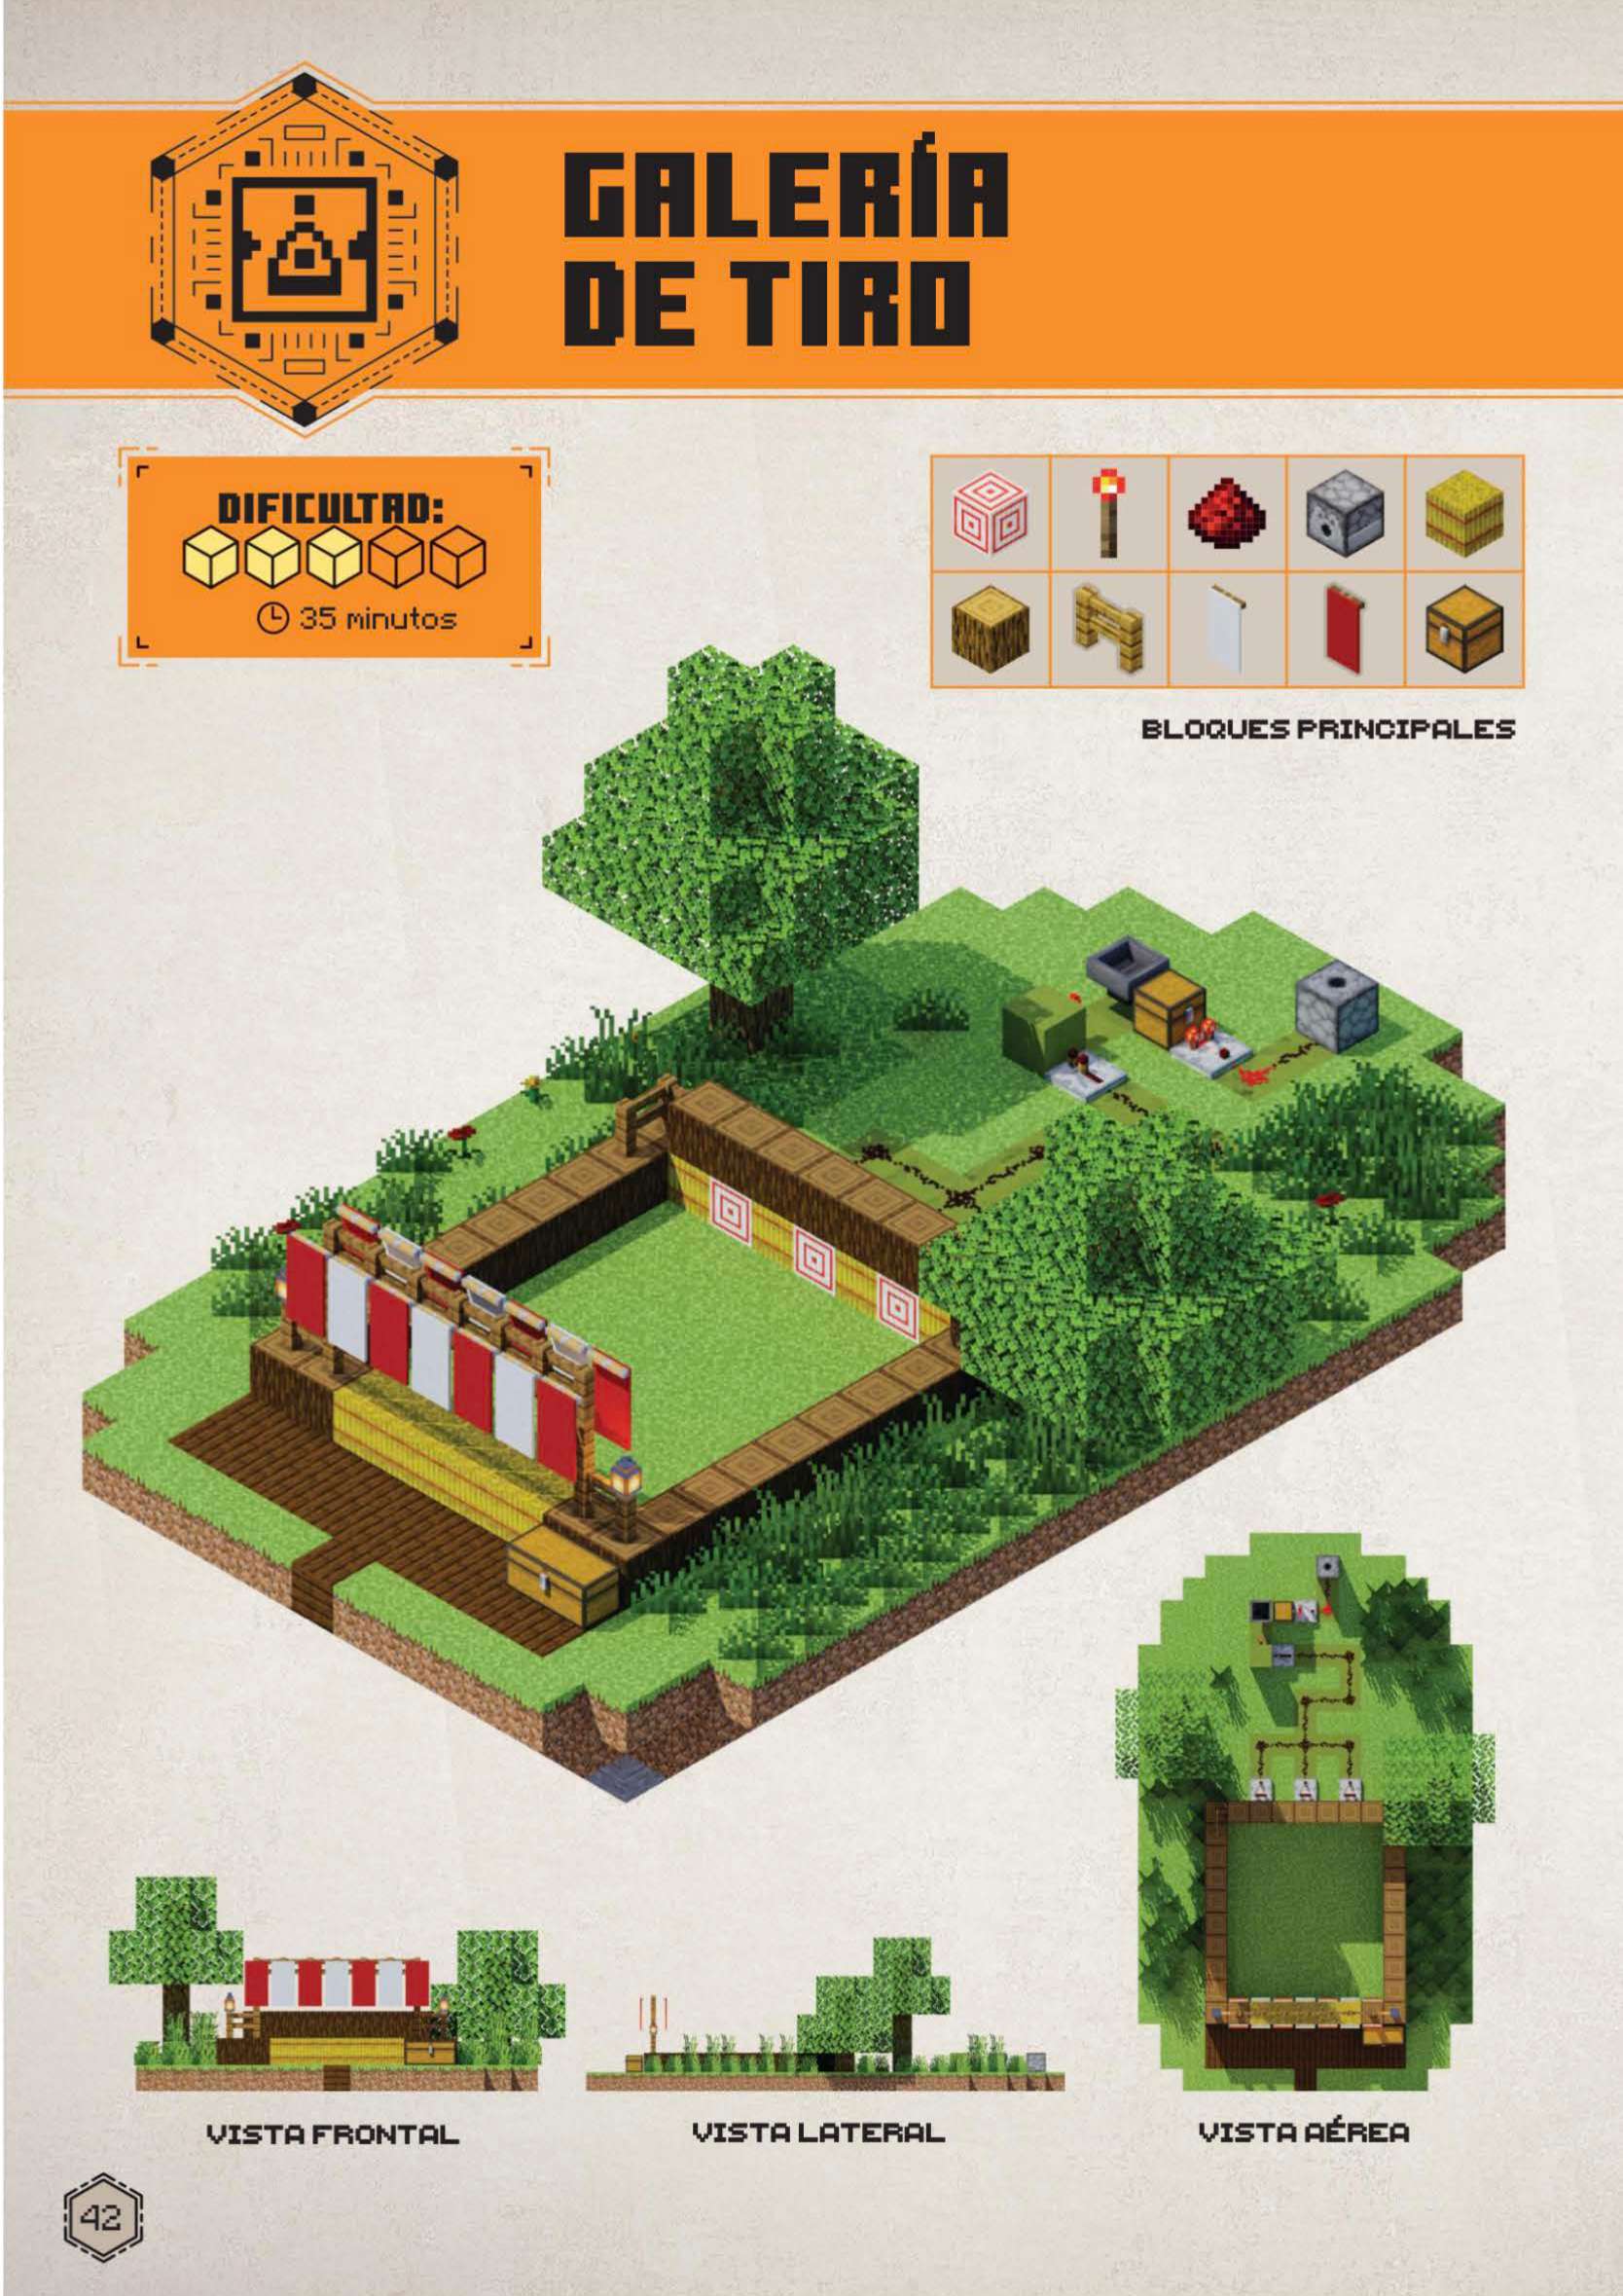 GALERÍA
DE TIRO
DIFICULTAD:
35 minutos
BLOQUES PRINCIPALES
VISTA FRONTAL
VISTA LATERAL
VISTA AÉREA
42